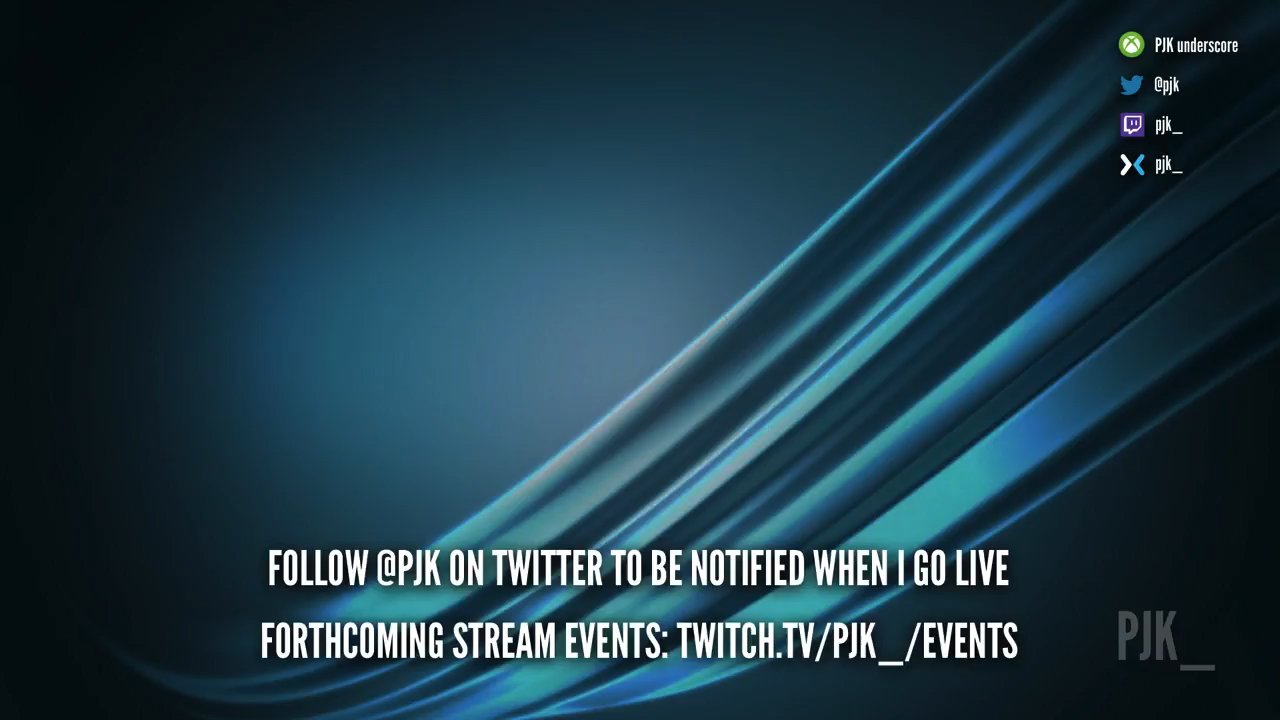 PJK underscore
@pjk
pjk_
pjk_
FOLLOW @PJK ON TWITTER TO BE NOTIFIED WHEN I GO LIVE
FORTHCOMING STREAM EVENTS: TWITCH.TV/PJK_/EVENTS
PJK_